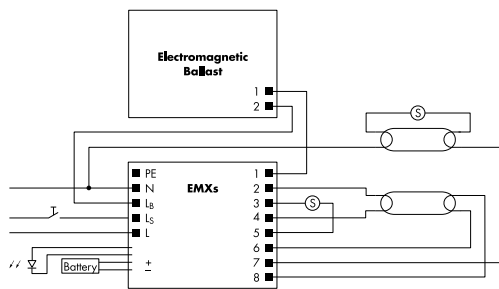 Electromagnetic
Ballast
1
2
S
PE
N
LB
LS
L
+
−
EMXs
1
2
3
4
5
6
7
8
S
T
Battery